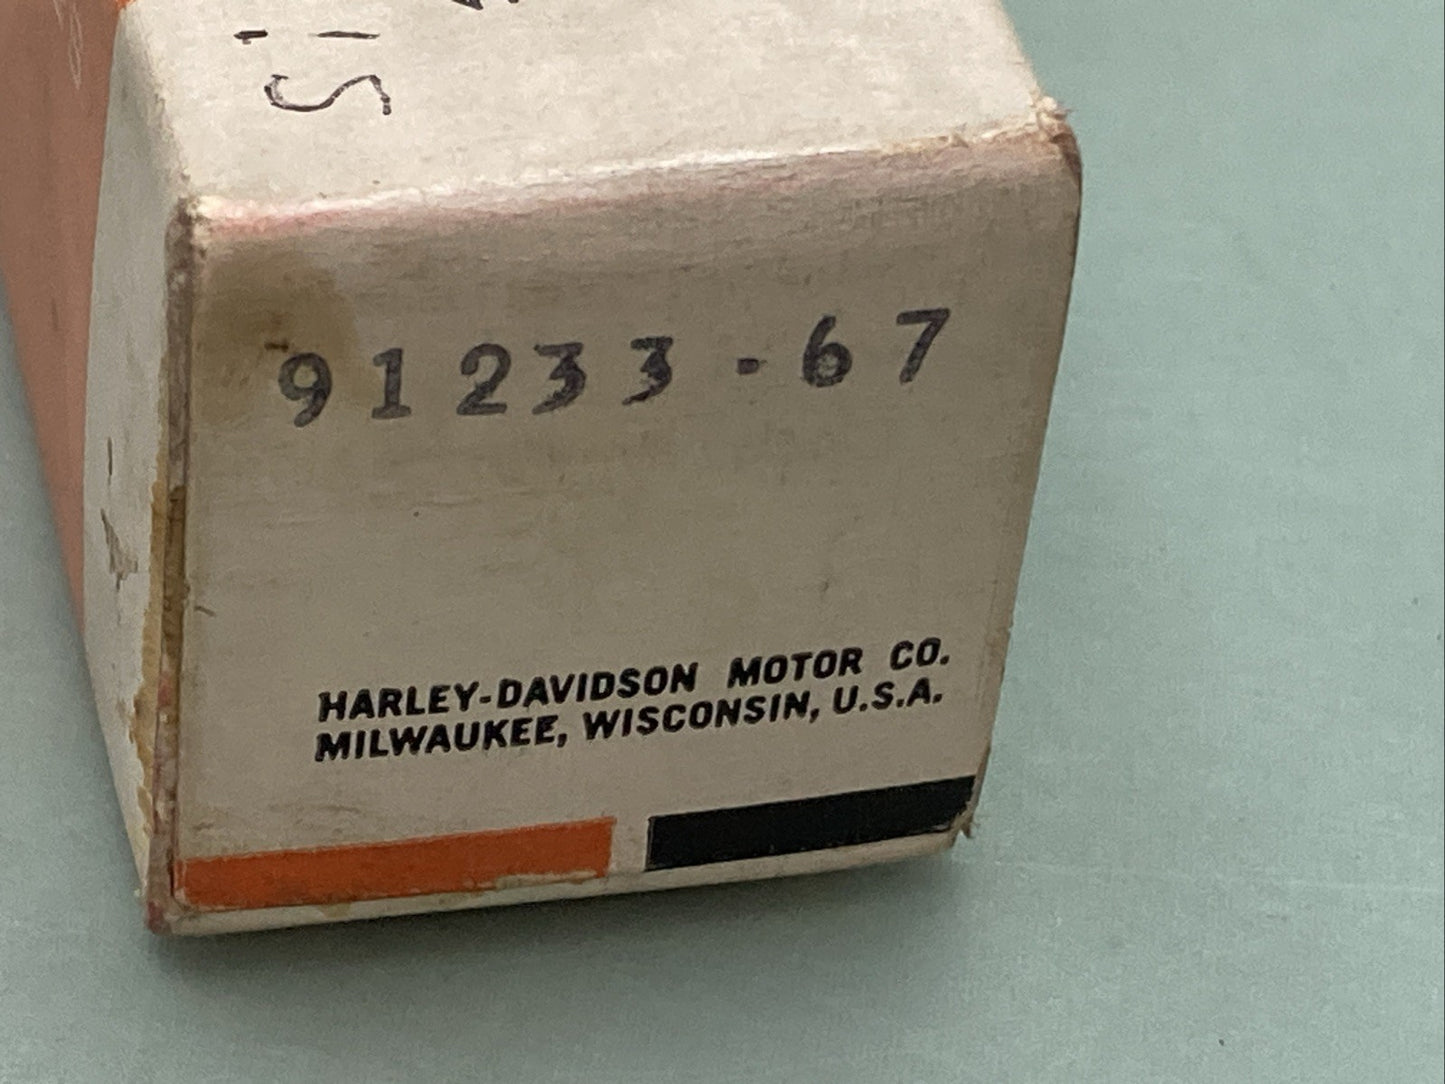 91233-67
HARLEY-DAVIDSON MOTOR CO.
MILWAUKEE, WISCONSIN, U.S.A.